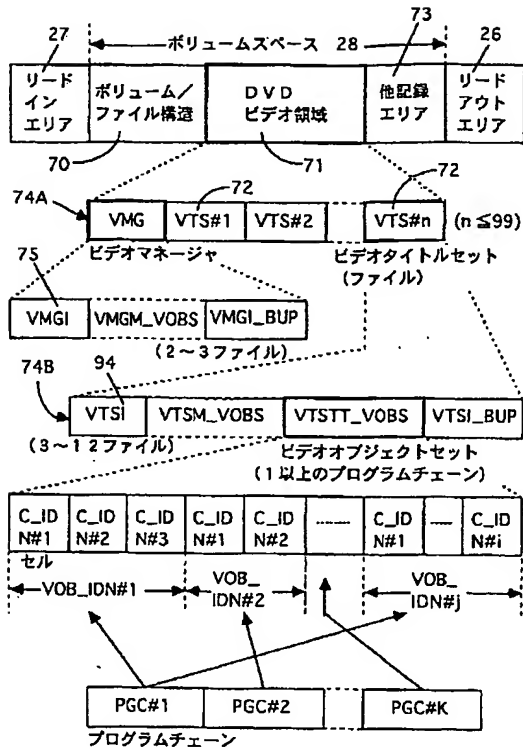 27
ボリュームスペース 28
73
26
リード
イン
エリア
ボリューム／
ファイル構造
ＤＶＤ
ビデオ領域
他記録
エリア
リード
アウト
エリア
70
71
74A
72
72
VMG
VTS#1
VTS#2
VTS#n
(n≦99)
75
ビデオマネージャ
ビデオタイトルセット
(ファイル)
VMGI
VMGM_VOBS
VMGI_BUP
(2～3ファイル)
74B
94
VTSI
VTSM_VOBS
VTSTT_VOBS
VTSI_BUP
(3～12ファイル)
ビデオオブジェクトセット
(1以上のプログラムチェーン)
C_ID
N#1
C_ID
N#2
C_ID
N#3
C_ID
N#1
C_ID
N#2
C_ID
N#1
C_ID
N#i
セル
VOB_IDN#1
VOB_
IDN#2
VOB_
IDN#j
PGC#1
PGC#2
PGC#K
プログラムチェーン